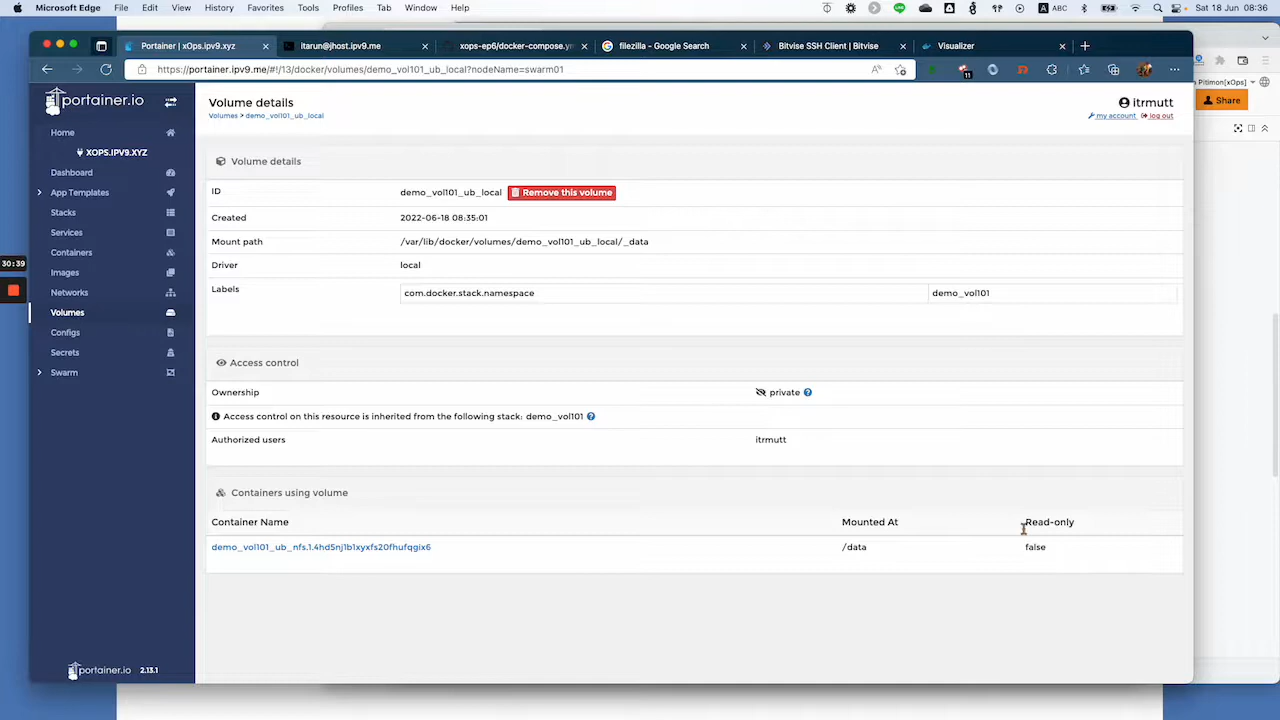 Microsoft Edge File Edit View History Favorites Tools Profiles Tab Window Help ABC Sat 18 Jun 08:36
Portainer | xOps.ipv9.xyz
itarun@jhost.ipv9.me
xops-ep6/docker-compose.ym
filezilla - Google Search
Bitvise SSH Client | Bitvise
Visualizer
https://portainer.ipv9.me/#!/13/docker/volumes/demo_vol101_ub_local?nodeName=swarm01
11
Pitimon[xOps]
Share
portainer.io
Home
XOPS.IPV9.XYZ
Dashboard
App Templates
Stacks
Services
Containers
Images
Networks
Volumes
Configs
Secrets
Swarm
portainer.io 2.13.1
30:39
Volume details
Volumes > demo_vol101_ub_local
itrmutt
my account log out
Volume details
ID demo_vol101_ub_local Remove this volume
Created 2022-06-18 08:35:01
Mount path /var/lib/docker/volumes/demo_vol101_ub_local/_data
Driver local
Labels com.docker.stack.namespace demo_vol101
Access control
Ownership private
Access control on this resource is inherited from the following stack: demo_vol101
Authorized users itrmutt
Containers using volume
Container Name Mounted At Read-only
demo_vol101_ub_nfs.1.4hd5nj1b1xyxfs20fhufqgix6 /data false